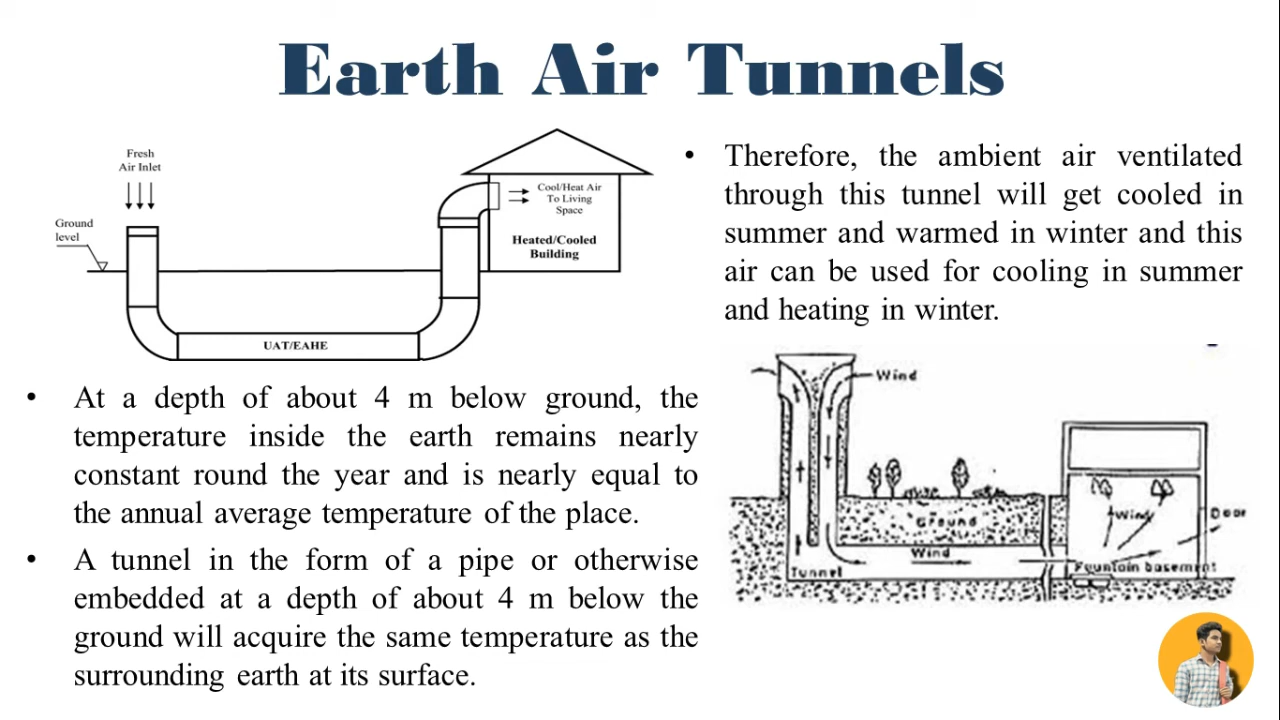 Earth Air Tunnels
Fresh
Air Inlet
Ground
level
Cool/Heat Air
To Living
Space
Heated/Cooled
Building
UAT/EAHE
• At a depth of about 4 m below ground, the
temperature inside the earth remains nearly
constant round the year and is nearly equal to
the annual average temperature of the place.
• A tunnel in the form of a pipe or otherwise
embedded at a depth of about 4 m below the
ground will acquire the same temperature as the
surrounding earth at its surface.
• Therefore, the ambient air ventilated
through this tunnel will get cooled in
summer and warmed in winter and this
air can be used for cooling in summer
and heating in winter.
Wind
Ground
Wind
Tunnel
Wind
Door
Fountain basement